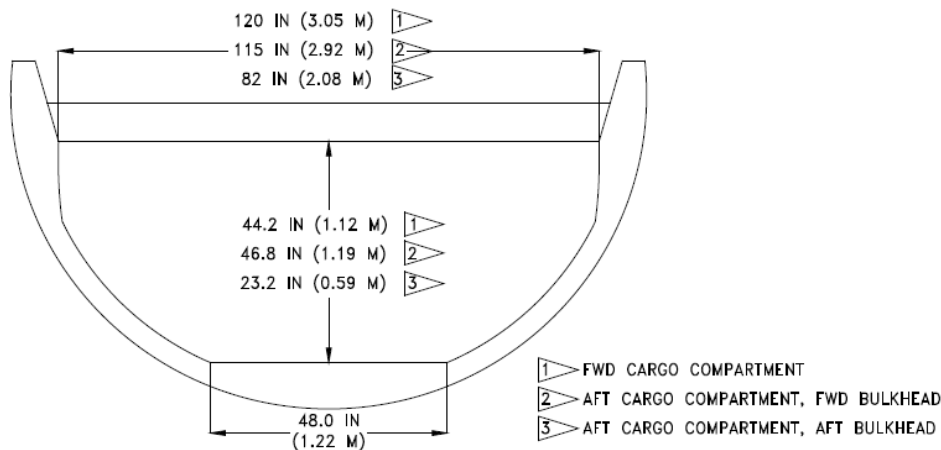 120 IN (3.05 M) 1
115 IN (2.92 M) 2
82 IN (2.08 M) 3
44.2 IN (1.12 M) 1
46.8 IN (1.19 M) 2
23.2 IN (0.59 M) 3
48.0 IN
(1.22 M)
1 FWD CARGO COMPARTMENT
2 AFT CARGO COMPARTMENT, FWD BULKHEAD
3 AFT CARGO COMPARTMENT, AFT BULKHEAD